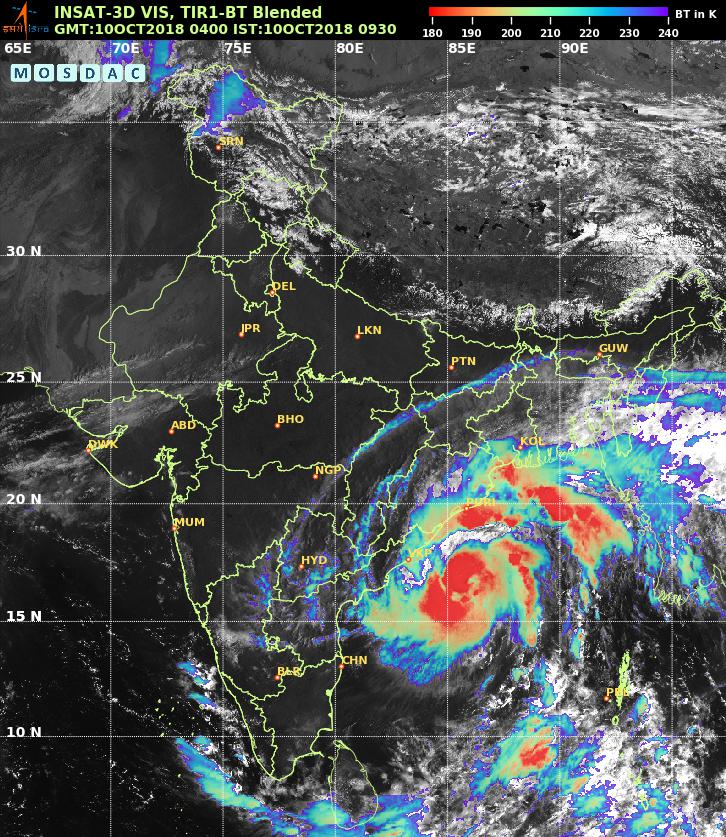 INSAT-3D VIS, TIR1-BT Blended
GMT:10OCT2018 0400 IST:10OCT2018 0930
BT in K
180 190 200 210 220 230 240
65E 70E 75E 80E 85E 90E
MOSDAC
SRN
30 N
DEL
JPR LKN
GUW
PTN
25 N
ABD BHO
DWK KOL
NGP
20 N PURI
MUM
HYD
15 N
CHN
BLR
PBL
10 N